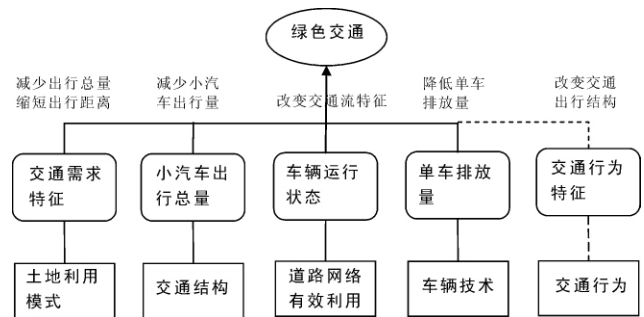 绿色交通
减少出行总量
缩短出行距离
减少小汽
车出行量
改变交通流特征
降低单车
排放量
改变交通
出行结构
交通需求
特征
小汽车出
行总量
车辆运行
状态
单车排放
量
交通行为
特征
土地利用
模式
交通结构
道路网络
有效利用
车辆技术
交通行为